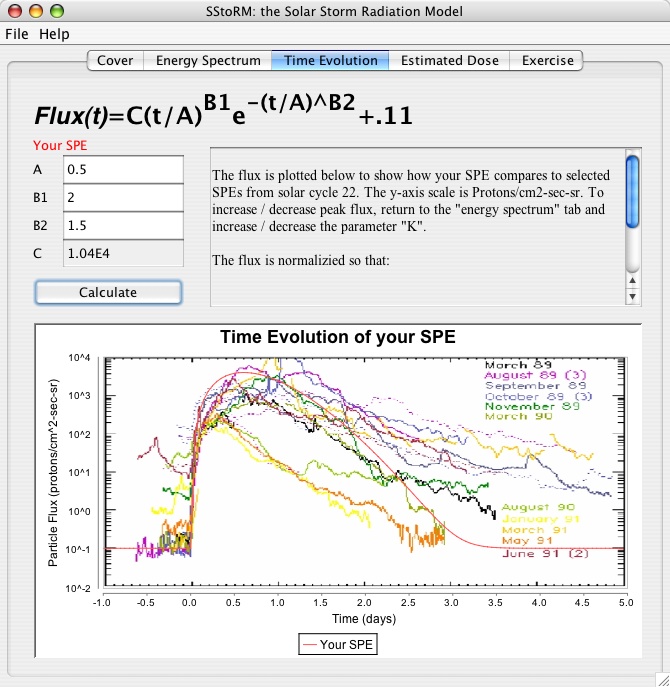 SStoRM: the Solar Storm Radiation Model
File Help
Cover Energy Spectrum Time Evolution Estimated Dose Exercise
Flux(t)=C(t/A)^B1 e^-(t/A)^B2+.11
Your SPE
A 0.5
B1 2
B2 1.5
C 1.04E4
Calculate
The flux is plotted below to show how your SPE compares to selected
SPEs from solar cycle 22. The y-axis scale is Protons/cm2-sec-sr. To
increase / decrease peak flux, return to the "energy spectrum" tab and
increase / decrease the parameter "K".
The flux is normalizied so that:
Time Evolution of your SPE
Particle Flux (protons/cm^2-sec-sr)
10^4
10^3
10^2
10^1
10^0
10^-1
10^-2
March 89
August 89 (3)
September 89
October 89 (3)
November 89
March 90
August 90
January 91
March 91
May 91
June 91 (2)
-1.0 -0.5 0.0 0.5 1.0 1.5 2.0 2.5 3.0 3.5 4.0 4.5 5.0
Time (days)
Your SPE